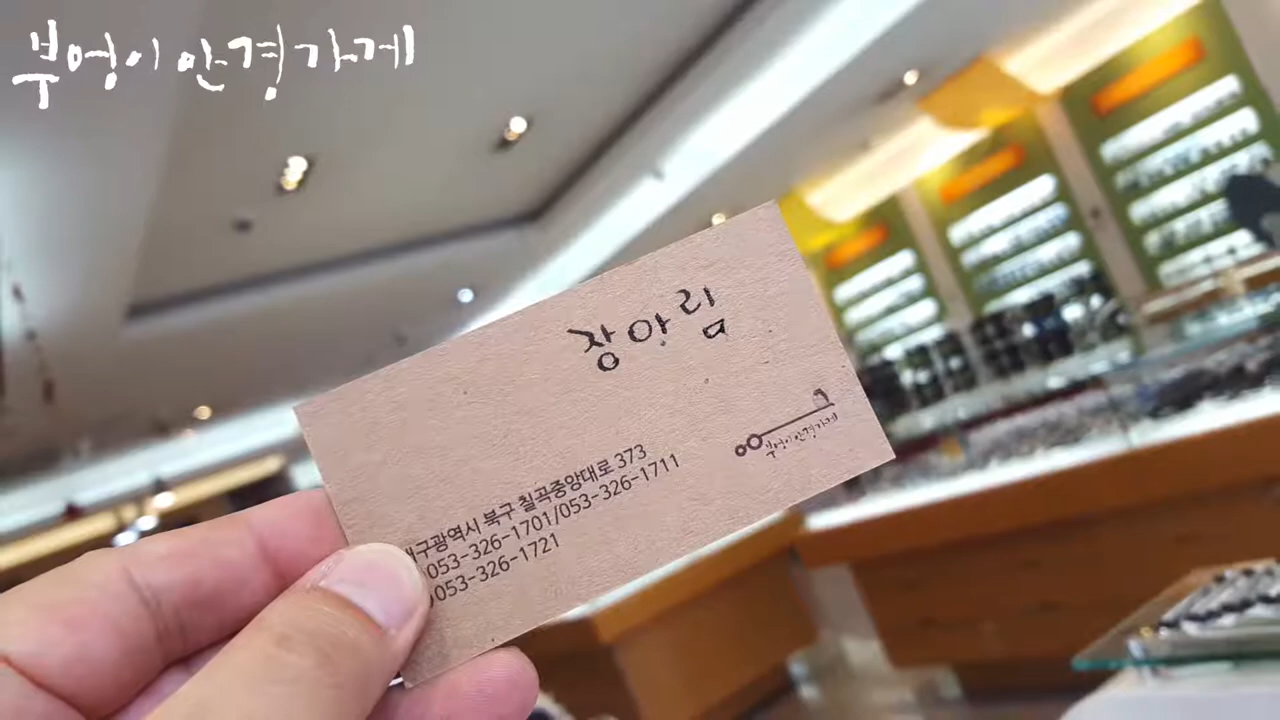 부엉이안경가게
장아림
대구광역시 북구 칠곡중앙대로 373
053-326-1701/053-326-1711
053-326-1721
부엉이안경가게